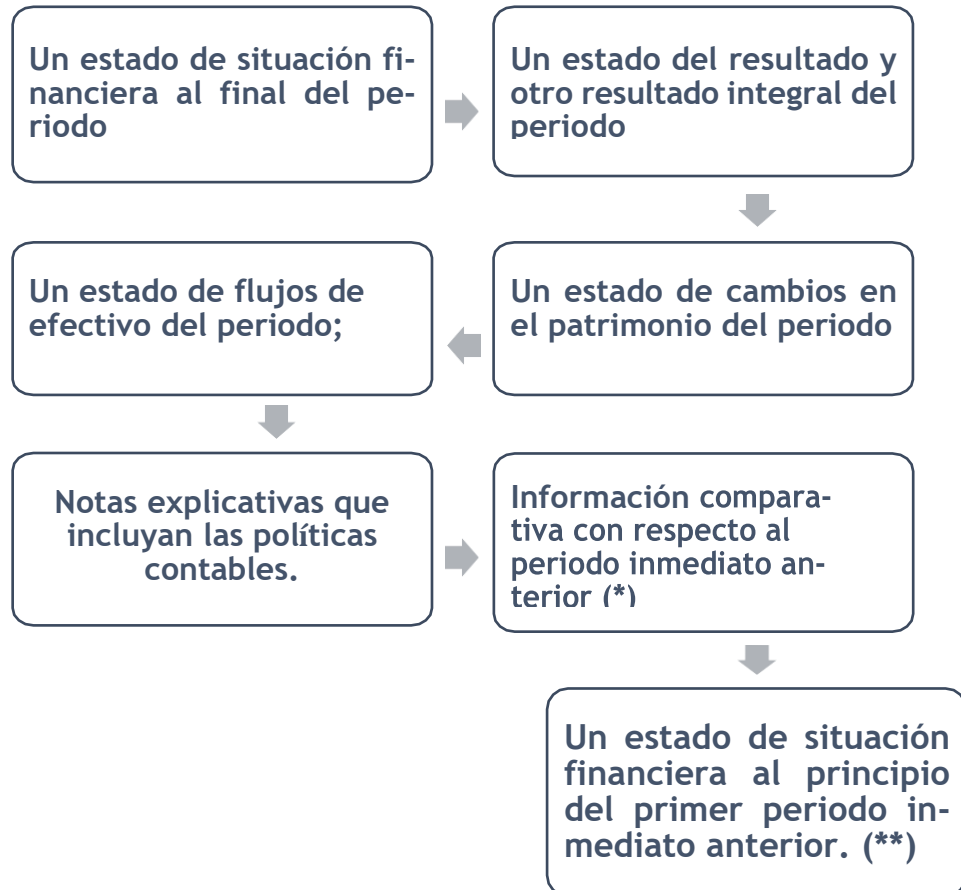 Un estado de situación fi-
nanciera al final del pe-
riodo
Un estado del resultado y
otro resultado integral del
periodo
Un estado de cambios en
el patrimonio del periodo
Un estado de flujos de
efectivo del periodo;
Notas explicativas que
incluyan las políticas
contables.
Información compara-
tiva con respecto al
periodo inmediato an-
terior (*)
Un estado de situación
financiera al principio
del primer periodo in-
mediato anterior. (**)